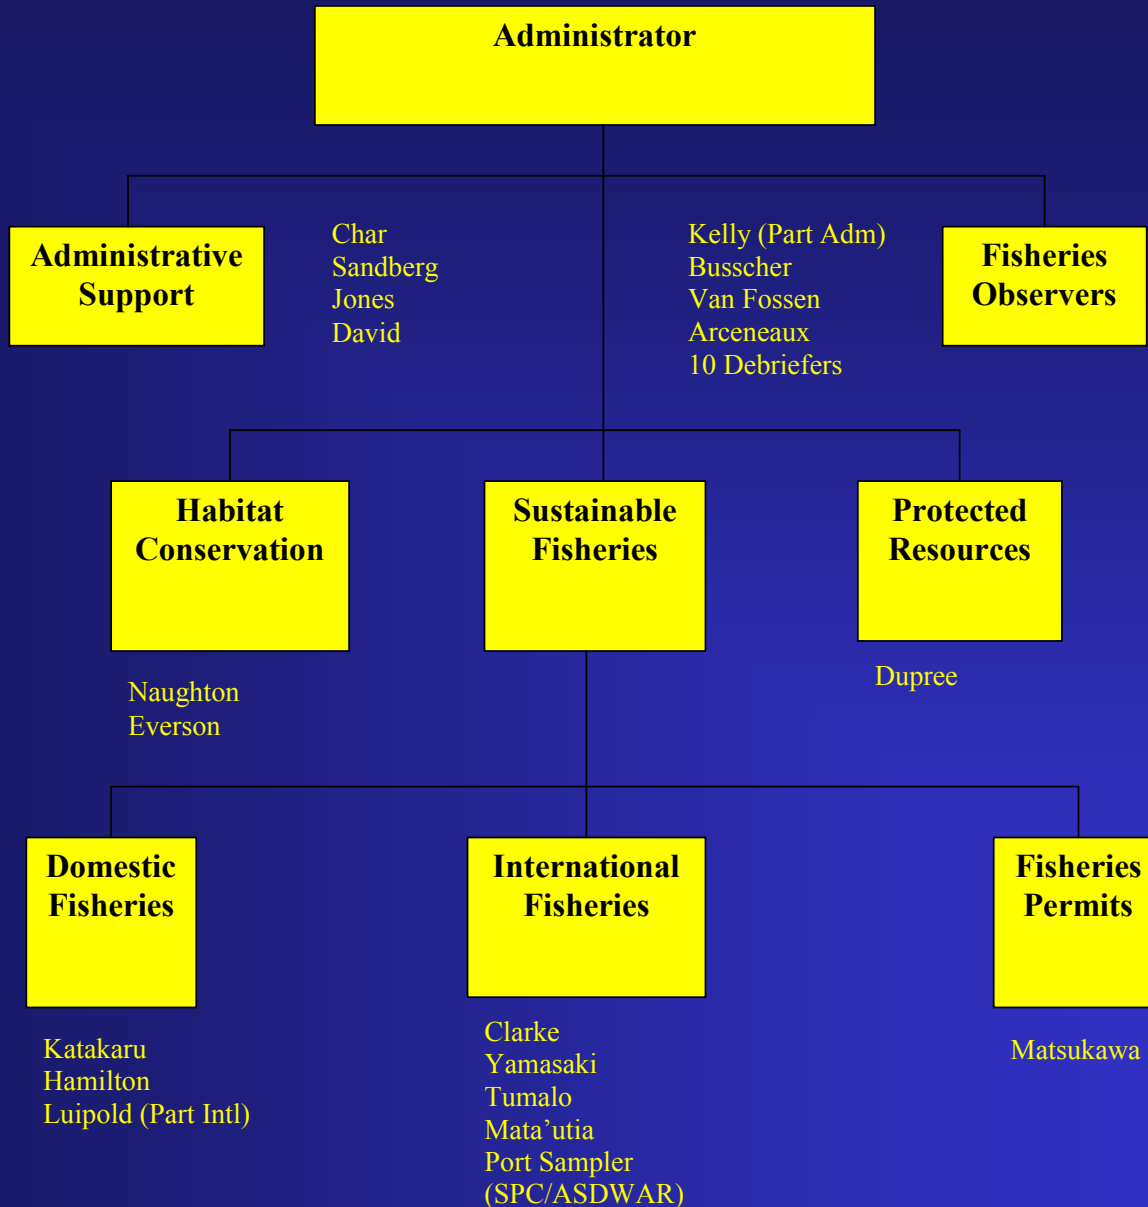 Administrator
Administrative
Support
Char
Sandberg
Jones
David
Kelly (Part Adm)
Busscher
Van Fossen
Arceneaux
10 Debriefers
Fisheries
Observers
Habitat
Conservation
Naughton
Everson
Sustainable
Fisheries
Protected
Resources
Dupree
Domestic
Fisheries
Katakaru
Hamilton
Luipold (Part Intl)
International
Fisheries
Clarke
Yamasaki
Tumalo
Mata’utia
Port Sampler
(SPC/ASDWAR)
Fisheries
Permits
Matsukawa